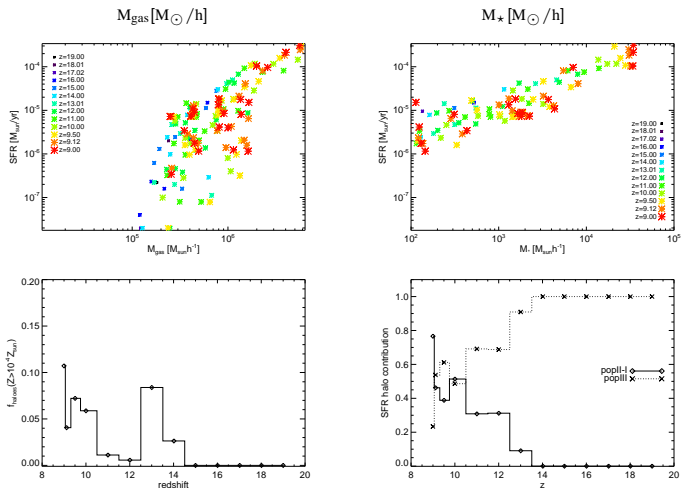 M_gas[M_⊙/h]
M_⋆[M_⊙/h]
SFR [M_sun/yr]
10^-4
10^-5
10^-6
10^-7
z=19.00
z=18.01
z=17.02
z=16.00
z=15.00
z=14.00
z=13.01
z=12.00
z=11.00
z=10.00
z=9.50
z=9.12
z=9.00
10^5
10^6
M_gas [M_sun h^-1]
SFR [M_sun/yr]
10^-4
10^-5
10^-6
10^-7
z=19.00
z=18.01
z=17.02
z=16.00
z=15.00
z=14.00
z=13.01
z=12.00
z=11.00
z=10.00
z=9.50
z=9.12
z=9.00
10^2
10^3
10^4
10^5
M_* [M_sun h^-1]
f_haloes(Z>10^-4 Z_sun)
0.20
0.15
0.10
0.05
0.00
8 10 12 14 16 18 20
redshift
SFR halo contribution
1.0
0.8
0.6
0.4
0.2
0.0
popII-I
popIII
8 10 12 14 16 18 20
z